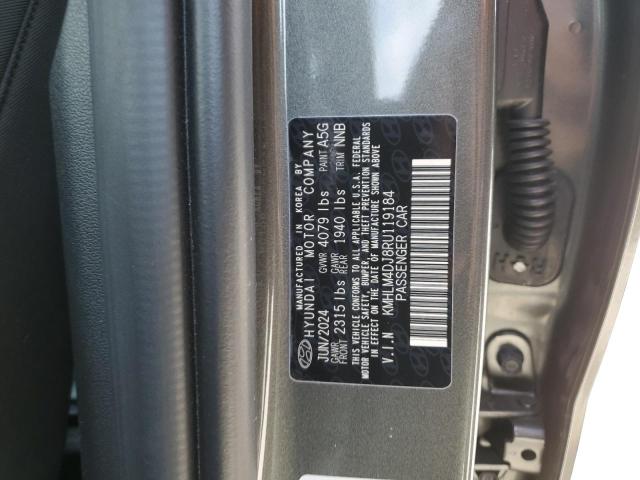 MANUFACTURED IN KOREA BY
HYUNDAI MOTOR COMPANY
JUN/2024 GVWR 4079 lbs PAINT A5G
GAWR FRONT 2315 lbs GAWR REAR 1940 lbs TRIM NNB
THIS VEHICLE CONFORMS TO ALL APPLICABLE U.S.A. FEDERAL
MOTOR VEHICLE SAFETY, BUMPER, AND THEFT PREVENTION STANDARDS
IN EFFECT ON THE DATE OF MANUFACTURE SHOWN ABOVE
V.I.N KMHLM4DJ8RU119184
PASSENGER CAR